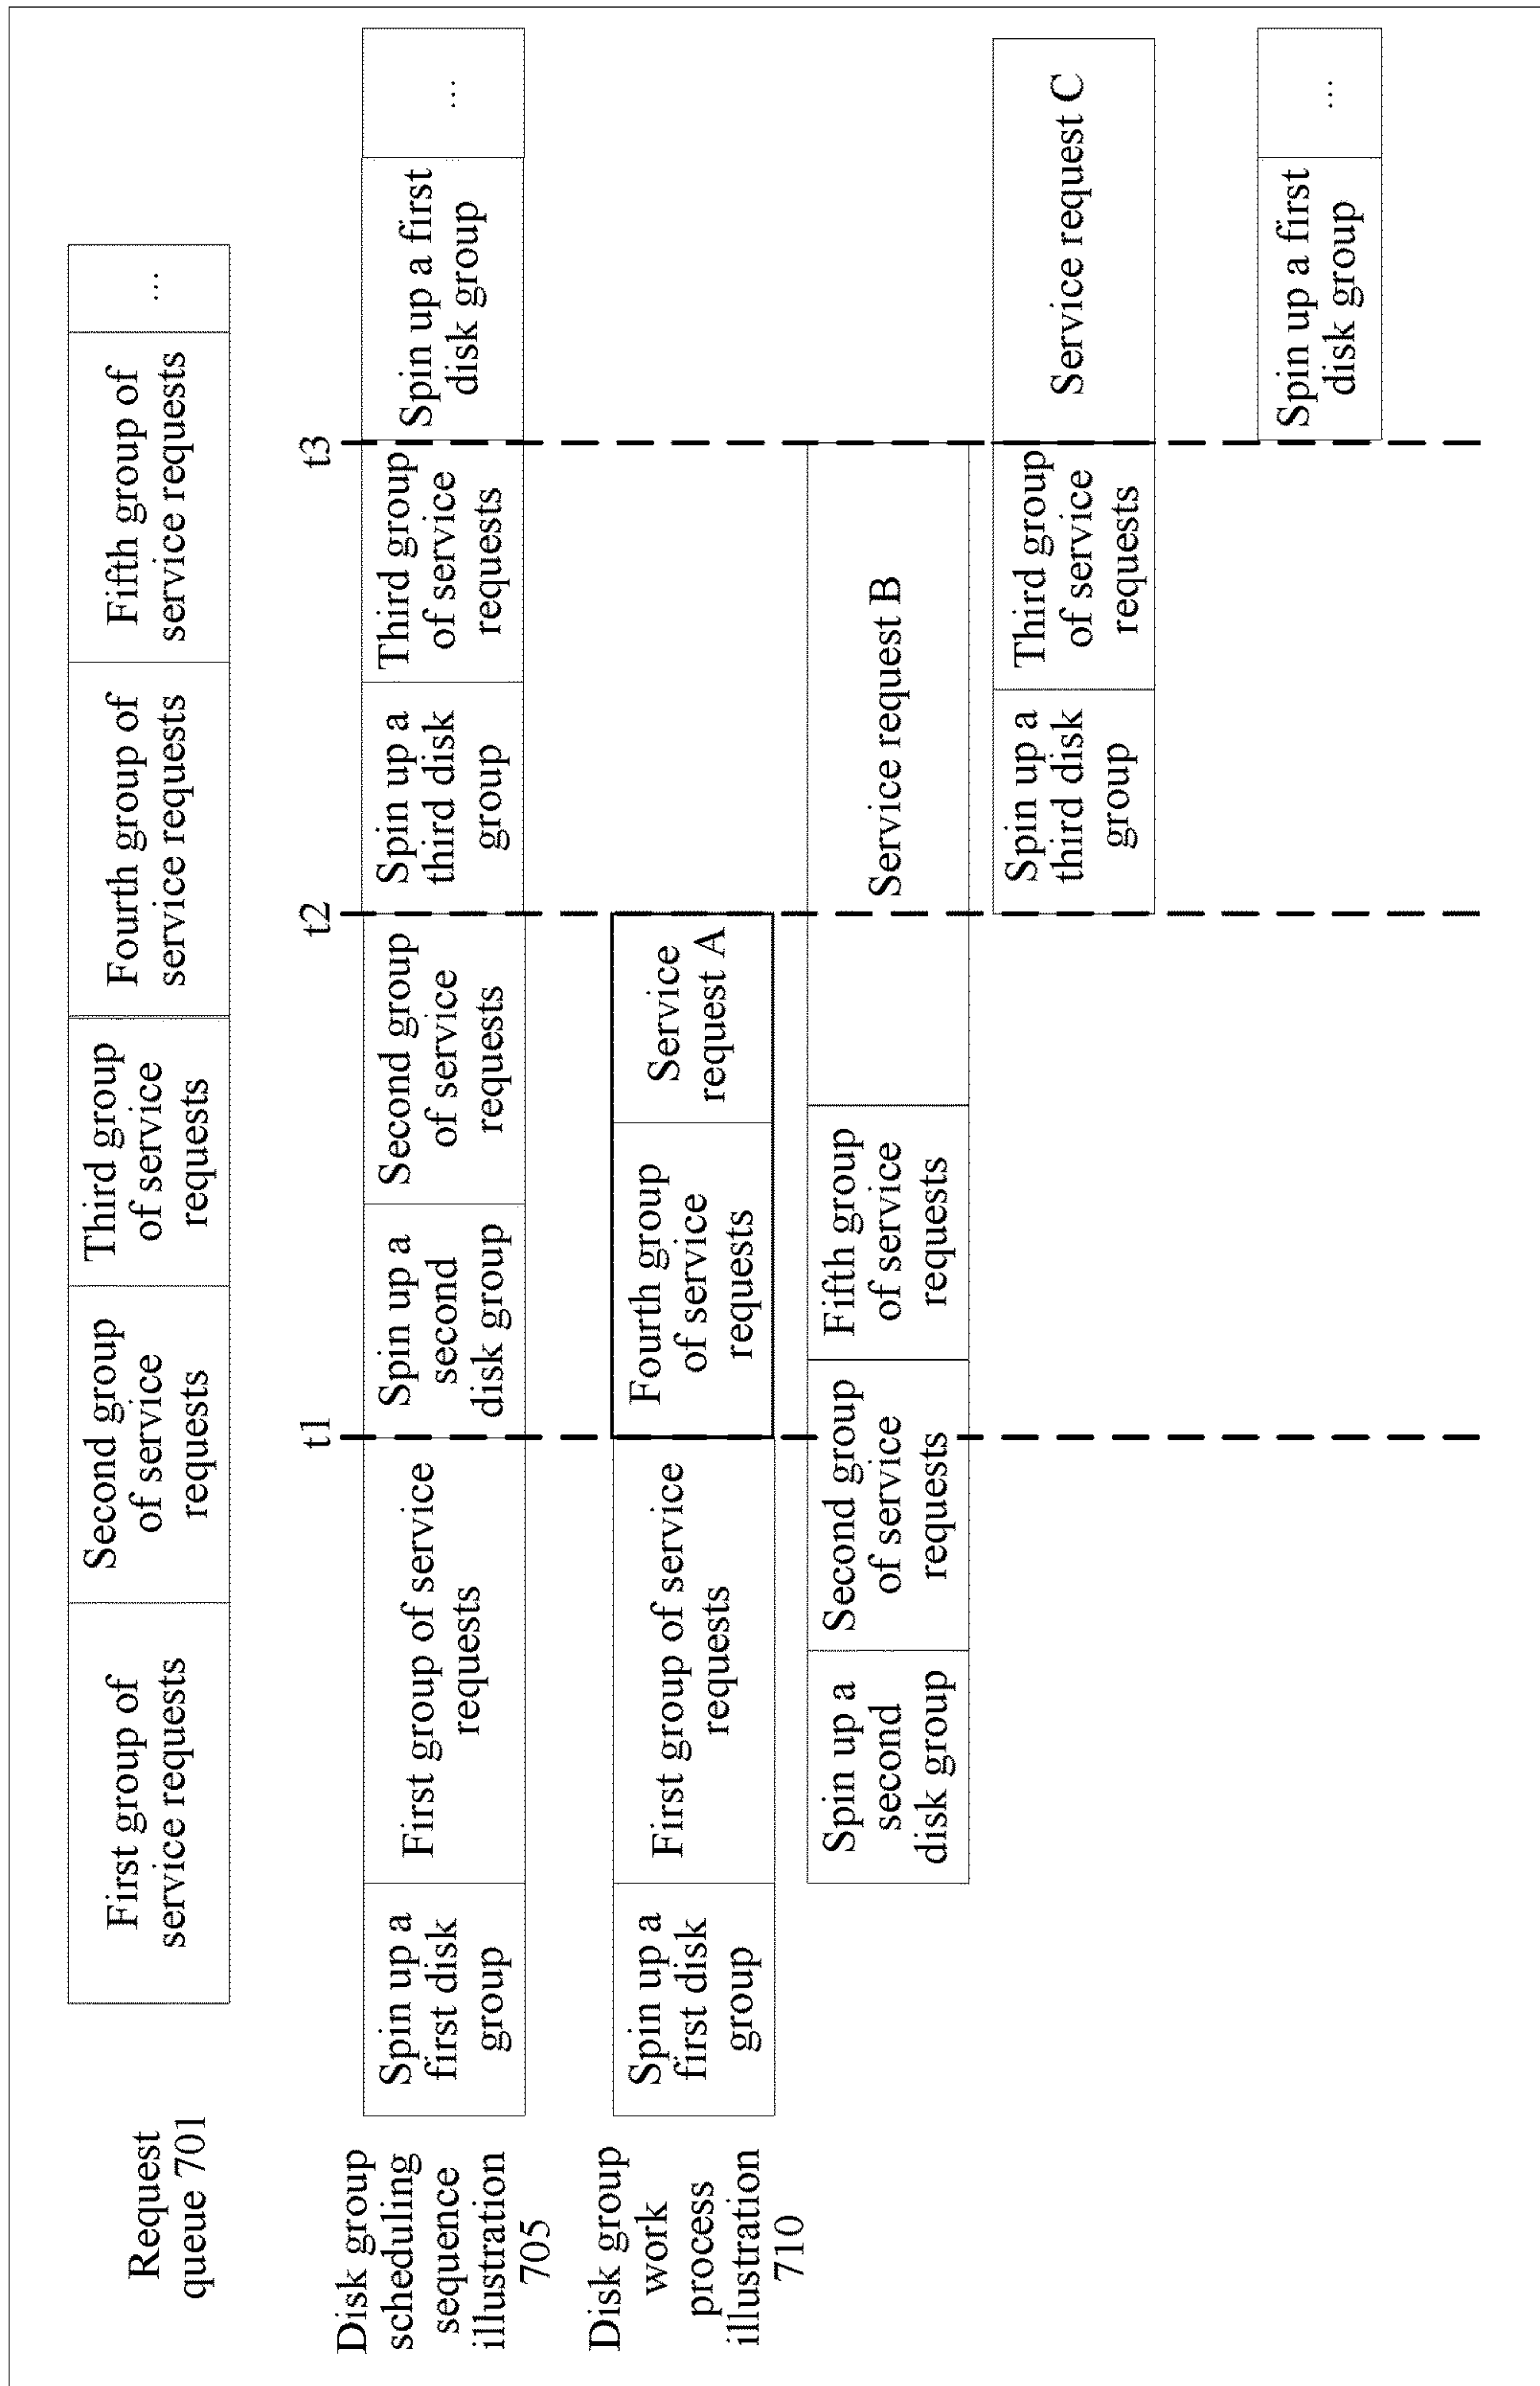 Request
queue 701
First group of
service requests
Second group
of service
requests
Third group
of service
requests
Fourth group of
service requests
Fifth group of
service requests
...
Disk group
scheduling
sequence
illustration
705
Spin up a
first disk
group
First group of service
requests
t1
Spin up a
second
disk group
Second group
of service
requests
t2
Spin up a
third disk
group
Third group
of service
requests
t3
Spin up a first
disk group
...
Disk group
work
process
illustration
710
Spin up a
first disk
group
First group of service
requests
Fourth group
of service
requests
Service
request A
Spin up a
second
disk group
Second group
of service
requests
Fifth group
of service
requests
Service request B
Spin up a
third disk
group
Third group
of service
requests
Service request C
Spin up a first
disk group
...